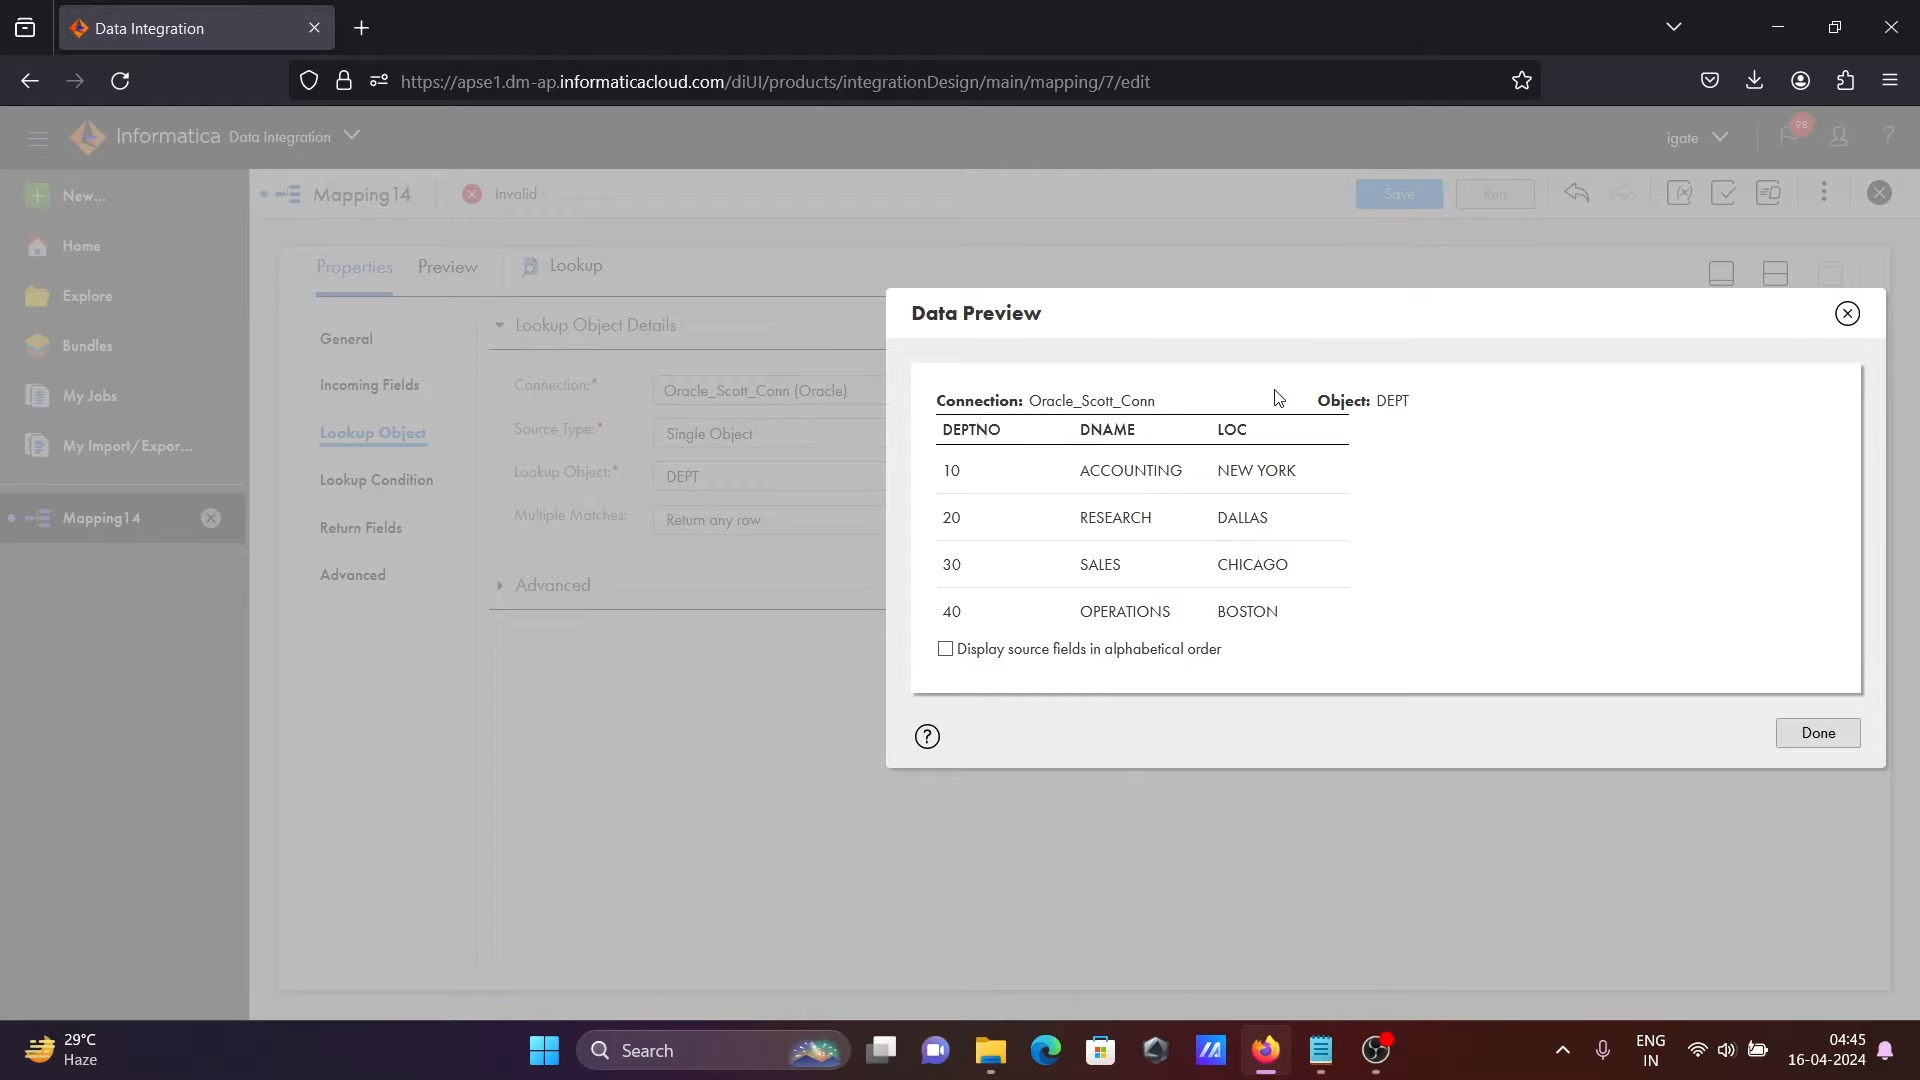 Data Integration
https://apse1.dm-ap.informaticacloud.com/diUI/products/integrationDesign/main/mapping/7/edit
Informatica Data Integration
igate
98
?
New...
Home
Explore
Bundles
My Jobs
My Import/Expor...
Mapping14
Mapping14 Invalid
Save
Run
Properties Preview Lookup
General
Incoming Fields
Lookup Object
Lookup Condition
Return Fields
Advanced
Lookup Object Details
Connection:* Oracle_Scott_Conn (Oracle)
Source Type:* Single Object
Lookup Object:* DEPT
Multiple Matches: Return any row
Advanced
Data Preview
Connection: Oracle_Scott_Conn Object: DEPT
DEPTNO DNAME LOC
10 ACCOUNTING NEW YORK
20 RESEARCH DALLAS
30 SALES CHICAGO
40 OPERATIONS BOSTON
Display source fields in alphabetical order
?
Done
29°C
Haze
Search
ENG
IN
04:45
16-04-2024